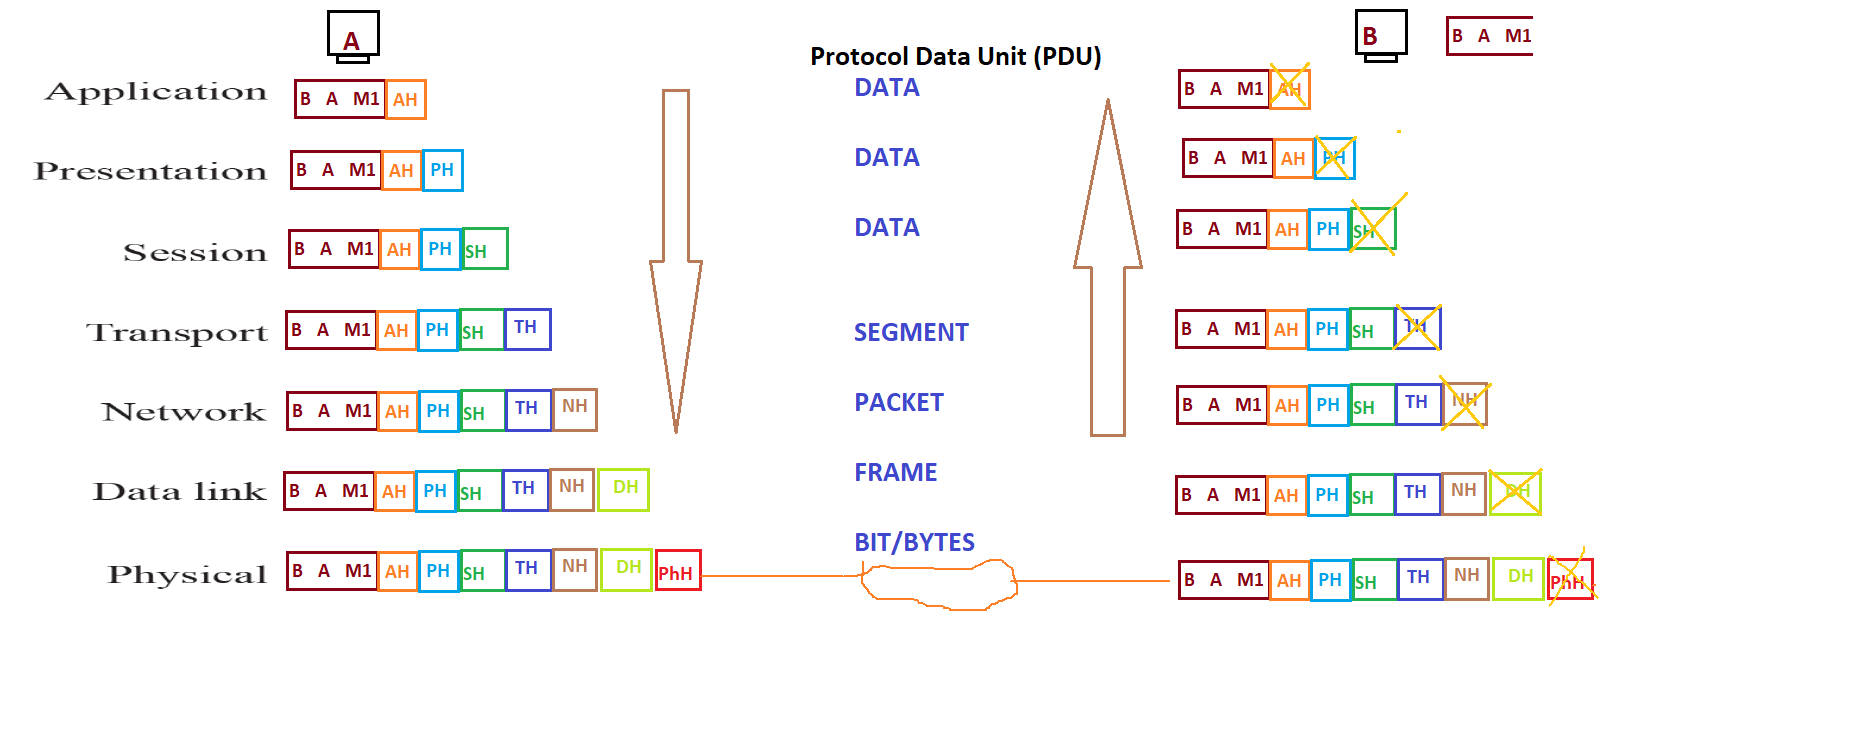 A
B
B A M1
Protocol Data Unit (PDU)
Application
B A M1 AH
DATA
B A M1 AH
Presentation
B A M1 AH PH
DATA
B A M1 AH PH
Session
B A M1 AH PH SH
DATA
B A M1 AH PH SH
Transport
B A M1 AH PH SH TH
SEGMENT
B A M1 AH PH SH TH
Network
B A M1 AH PH SH TH NH
PACKET
B A M1 AH PH SH TH NH
Data link
B A M1 AH PH SH TH NH DH
FRAME
B A M1 AH PH SH TH NH DH
BIT/BYTES
Physical
B A M1 AH PH SH TH NH DH PhH
B A M1 AH PH SH TH NH DH PhH